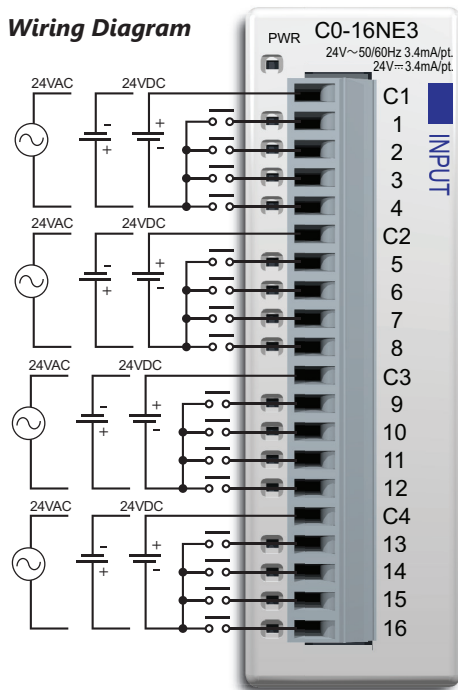 Wiring Diagram
PWR C0-16NE3
24V~50/60Hz 3.4mA/pt.
24V⎓3.4mA/pt.
INPUT
24VAC 24VDC
- +
+ -
C1
1
2
3
4
24VAC 24VDC
- +
+ -
C2
5
6
7
8
24VAC 24VDC
- +
+ -
C3
9
10
11
12
24VAC 24VDC
- +
+ -
C4
13
14
15
16